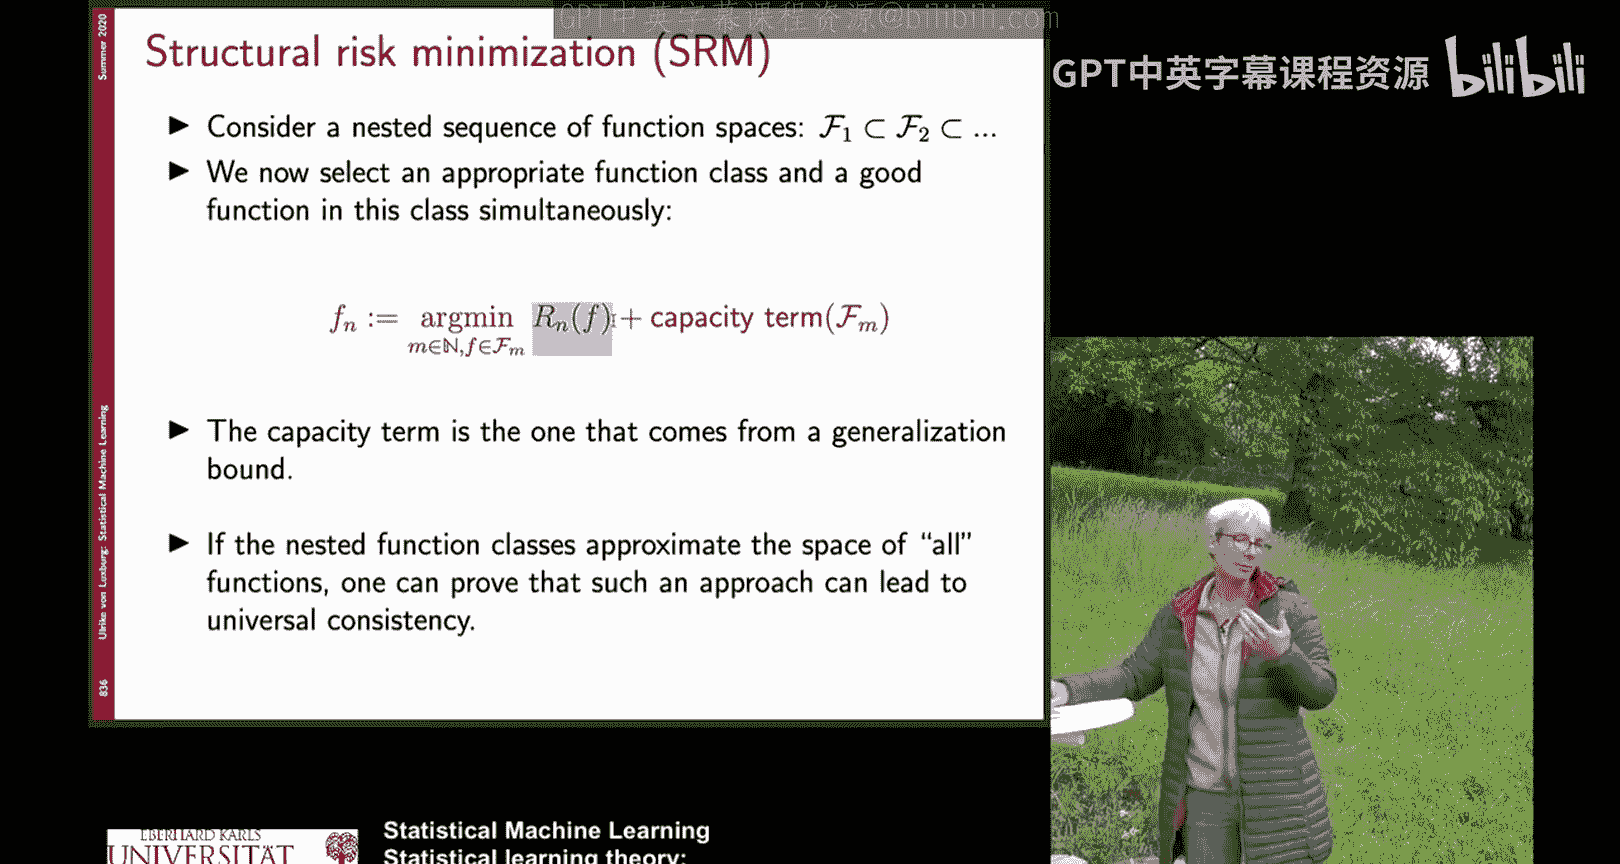 GPT中英字幕课程资源@bilibili.com
GPT中英字幕课程资源 bilibili
Summer 2020
Structural risk minimization (SRM)
► Consider a nested sequence of function spaces: ℱ₁ ⊂ ℱ₂ ⊂ ...
► We now select an appropriate function class and a good
function in this class simultaneously:
fₙ := argmin Rₙ(f) + capacity term(ℱₘ)
m∈ℕ, f∈ℱₘ
► The capacity term is the one that comes from a generalization
bound.
► If the nested function classes approximate the space of “all”
functions, one can prove that such an approach can lead to
universal consistency.
Ulrike von Luxburg: Statistical Machine Learning
836
EBERHARD KARLS
UNIVERSITÄT
Statistical Machine Learning
Statistical learning theory: